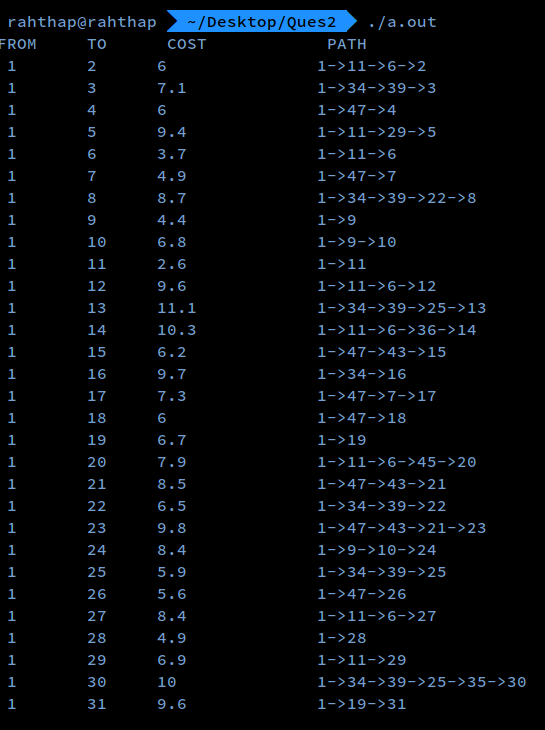 rahthap@rahthap ~/Desktop/Ques2 ./a.out
FROM TO COST PATH
1 2 6 1->11->6->2
1 3 7.1 1->34->39->3
1 4 6 1->47->4
1 5 9.4 1->11->29->5
1 6 3.7 1->11->6
1 7 4.9 1->47->7
1 8 8.7 1->34->39->22->8
1 9 4.4 1->9
1 10 6.8 1->9->10
1 11 2.6 1->11
1 12 9.6 1->11->6->12
1 13 11.1 1->34->39->25->13
1 14 10.3 1->11->6->36->14
1 15 6.2 1->47->43->15
1 16 9.7 1->34->16
1 17 7.3 1->47->7->17
1 18 6 1->47->18
1 19 6.7 1->19
1 20 7.9 1->11->6->45->20
1 21 8.5 1->47->43->21
1 22 6.5 1->34->39->22
1 23 9.8 1->47->43->21->23
1 24 8.4 1->9->10->24
1 25 5.9 1->34->39->25
1 26 5.6 1->47->26
1 27 8.4 1->11->6->27
1 28 4.9 1->28
1 29 6.9 1->11->29
1 30 10 1->34->39->25->35->30
1 31 9.6 1->19->31